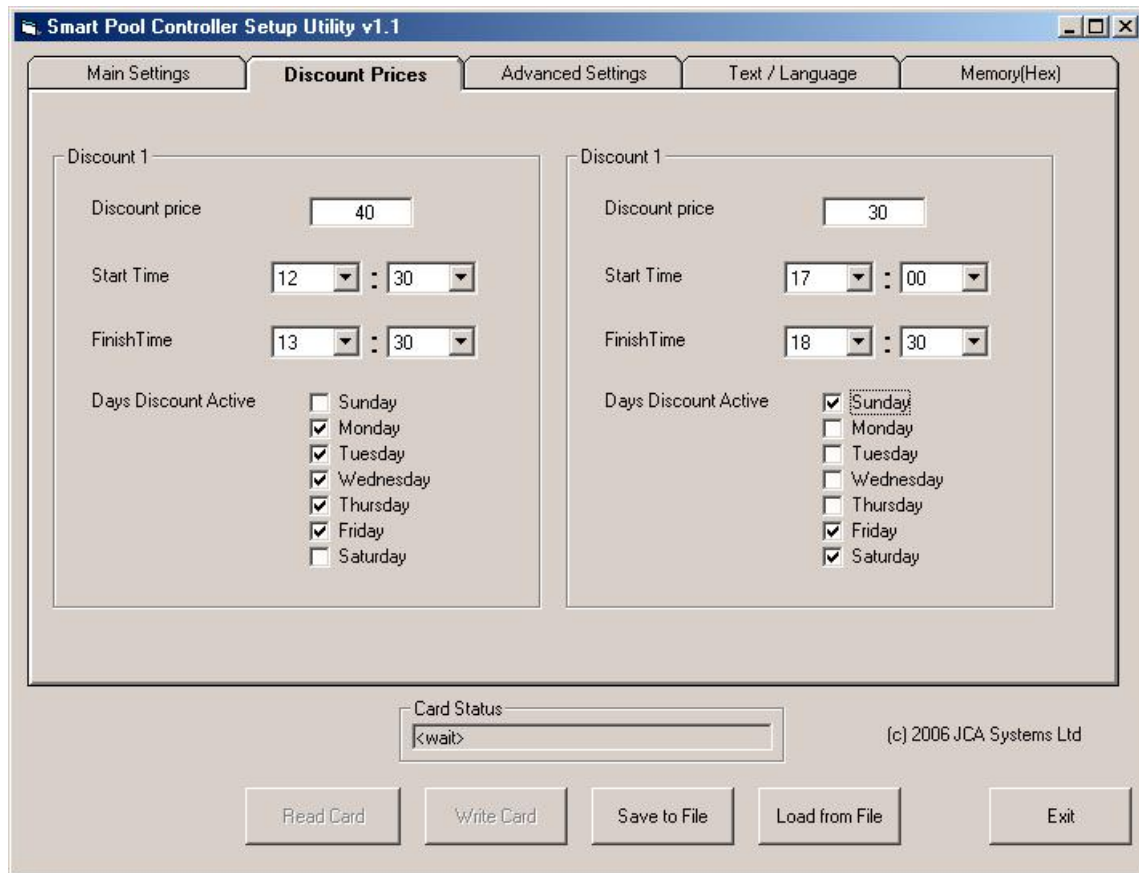 Smart Pool Controller Setup Utility v1.1
Main Settings
Discount Prices
Advanced Settings
Text / Language
Memory(Hex)
Discount 1
Discount price
40
Start Time
12 : 30
FinishTime
13 : 30
Days Discount Active
Sunday
Monday
Tuesday
Wednesday
Thursday
Friday
Saturday
Discount 1
Discount price
30
Start Time
17 : 00
FinishTime
18 : 30
Days Discount Active
Sunday
Monday
Tuesday
Wednesday
Thursday
Friday
Saturday
Card Status
<wait>
(c) 2006 JCA Systems Ltd
Read Card
Write Card
Save to File
Load from File
Exit